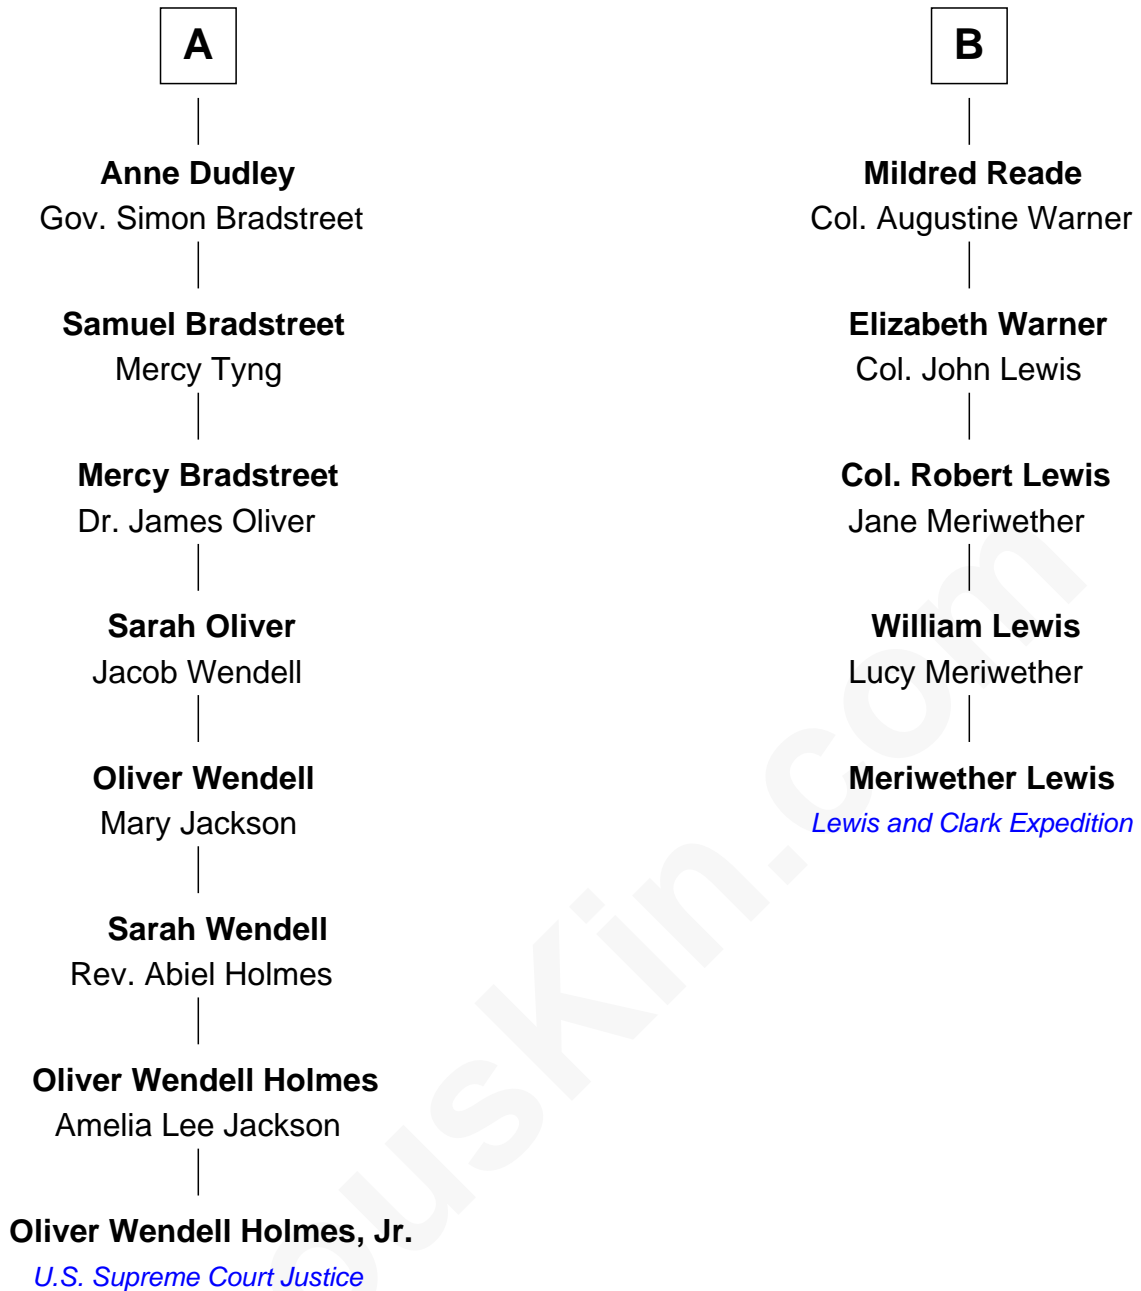 A
Anne Dudley
Gov. Simon Bradstreet
Samuel Bradstreet
Mercy Tyng
Mercy Bradstreet
Dr. James Oliver
Sarah Oliver
Jacob Wendell
Oliver Wendell
Mary Jackson
Sarah Wendell
Rev. Abiel Holmes
Oliver Wendell Holmes
Amelia Lee Jackson
Oliver Wendell Holmes, Jr.
U.S. Supreme Court Justice
B
Mildred Reade
Col. Augustine Warner
Elizabeth Warner
Col. John Lewis
Col. Robert Lewis
Jane Meriwether
William Lewis
Lucy Meriwether
Meriwether Lewis
Lewis and Clark Expedition
ouskin.com